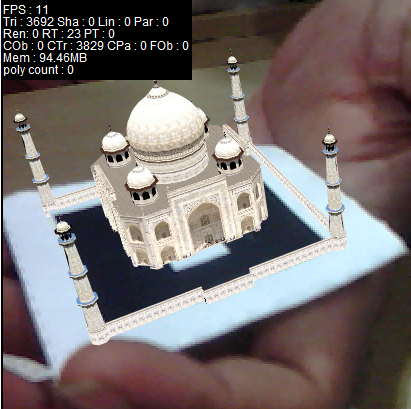 FPS : 11
Tri : 3692 Sha : 0 Lin : 0 Par : 0
Ren: 0 RT : 23 PT : 0
COb : 0 CTr : 3829 CPa : 0 FOb : 0
Mem : 94.46MB
poly count : 0